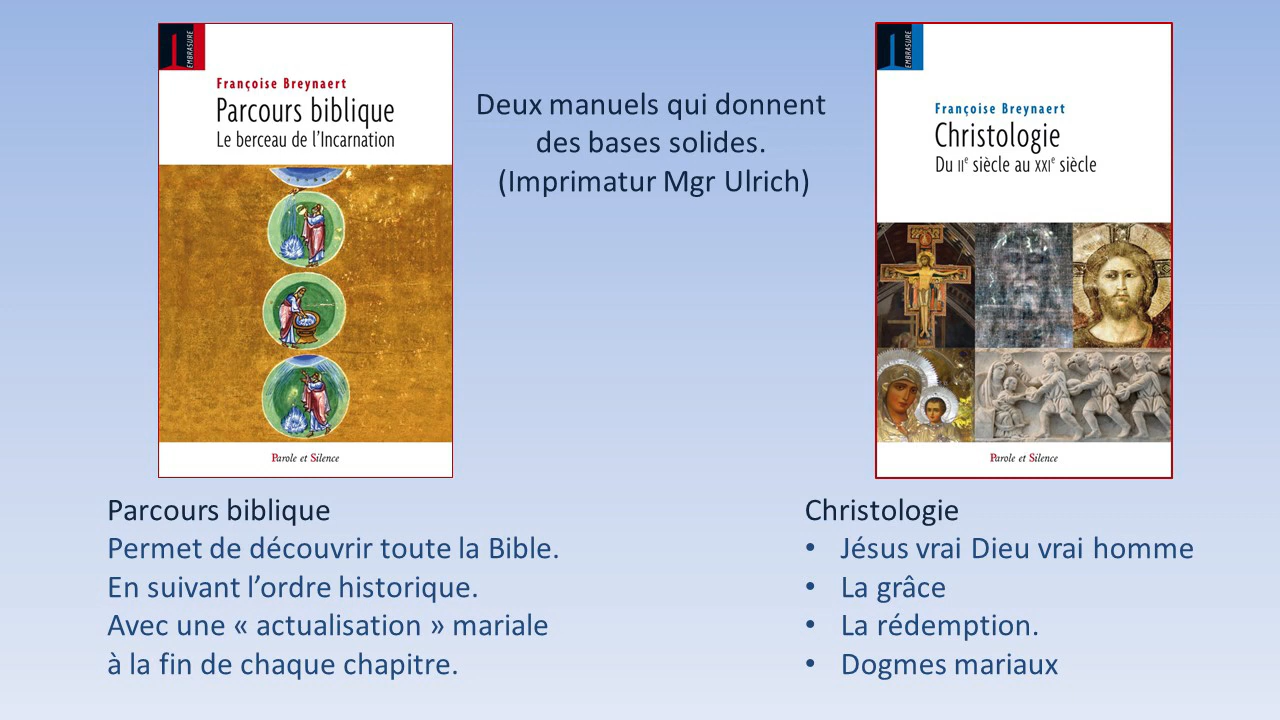 EMBRASURE
Françoise Breynaert
Parcours biblique
Le berceau de l'Incarnation
Parole et Silence
Deux manuels qui donnent
des bases solides.
(Imprimatur Mgr Ulrich)
EMBRASURE
Françoise Breynaert
Christologie
Du IIe siècle au XXIe siècle
Parole et Silence
Parcours biblique
Permet de découvrir toute la Bible.
En suivant l’ordre historique.
Avec une « actualisation » mariale
à la fin de chaque chapitre.
Christologie
• Jésus vrai Dieu vrai homme
• La grâce
• La rédemption.
• Dogmes mariaux